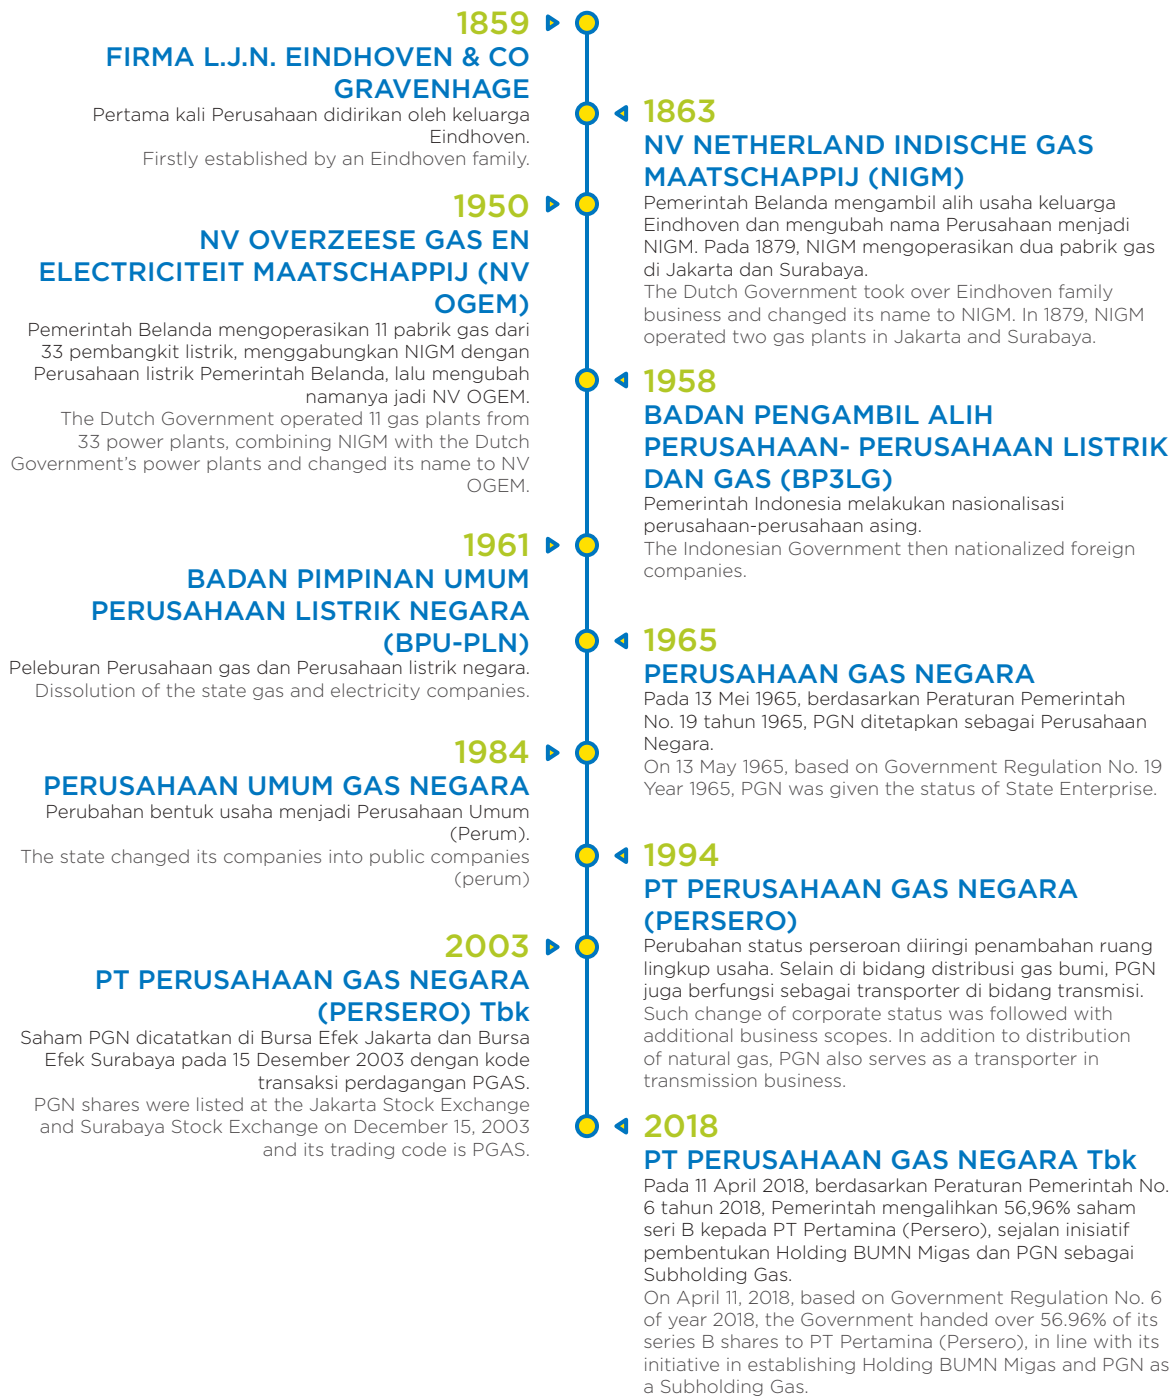 1859
FIRMA L.J.N. EINDHOVEN & CO
GRAVENHAGE
Pertama kali Perusahaan didirikan oleh keluarga
Eindhoven.
Firstly established by an Eindhoven family.
1863
NV NETHERLAND INDISCHE GAS
MAATSCHAPPIJ (NIGM)
Pemerintah Belanda mengambil alih usaha keluarga
Eindhoven dan mengubah nama Perusahaan menjadi
NIGM. Pada 1879, NIGM mengoperasikan dua pabrik gas
di Jakarta dan Surabaya.
The Dutch Government took over Eindhoven family
business and changed its name to NIGM. In 1879, NIGM
operated two gas plants in Jakarta and Surabaya.
1950
NV OVERZEESE GAS EN
ELECTRICITEIT MAATSCHAPPIJ (NV
OGEM)
Pemerintah Belanda mengoperasikan 11 pabrik gas dari
33 pembangkit listrik, menggabungkan NIGM dengan
Perusahaan listrik Pemerintah Belanda, lalu mengubah
namanya jadi NV OGEM.
The Dutch Government operated 11 gas plants from
33 power plants, combining NIGM with the Dutch
Government's power plants and changed its name to NV
OGEM.
1958
BADAN PENGAMBIL ALIH
PERUSAHAAN- PERUSAHAAN LISTRIK
DAN GAS (BP3LG)
Pemerintah Indonesia melakukan nasionalisasi
perusahaan-perusahaan asing.
The Indonesian Government then nationalized foreign
companies.
1961
BADAN PIMPINAN UMUM
PERUSAHAAN LISTRIK NEGARA
(BPU-PLN)
Peleburan Perusahaan gas dan Perusahaan listrik negara.
Dissolution of the state gas and electricity companies.
1965
PERUSAHAAN GAS NEGARA
Pada 13 Mei 1965, berdasarkan Peraturan Pemerintah
No. 19 tahun 1965, PGN ditetapkan sebagai Perusahaan
Negara.
On 13 May 1965, based on Government Regulation No. 19
Year 1965, PGN was given the status of State Enterprise.
1984
PERUSAHAAN UMUM GAS NEGARA
Perubahan bentuk usaha menjadi Perusahaan Umum
(Perum).
The state changed its companies into public companies
(perum)
1994
PT PERUSAHAAN GAS NEGARA
(PERSERO)
Perubahan status perseroan diiringi penambahan ruang
lingkup usaha. Selain di bidang distribusi gas bumi, PGN
juga berfungsi sebagai transporter di bidang transmisi.
Such change of corporate status was followed with
additional business scopes. In addition to distribution
of natural gas, PGN also serves as a transporter in
transmission business.
2003
PT PERUSAHAAN GAS NEGARA
(PERSERO) Tbk
Saham PGN dicatatkan di Bursa Efek Jakarta dan Bursa
Efek Surabaya pada 15 Desember 2003 dengan kode
transaksi perdagangan PGAS.
PGN shares were listed at the Jakarta Stock Exchange
and Surabaya Stock Exchange on December 15, 2003
and its trading code is PGAS.
2018
PT PERUSAHAAN GAS NEGARA Tbk
Pada 11 April 2018, berdasarkan Peraturan Pemerintah No.
6 tahun 2018, Pemerintah mengalihkan 56,96% saham
seri B kepada PT Pertamina (Persero), sejalan inisiatif
pembentukan Holding BUMN Migas dan PGN sebagai
Subholding Gas.
On April 11, 2018, based on Government Regulation No. 6
of year 2018, the Government handed over 56.96% of its
series B shares to PT Pertamina (Persero), in line with its
initiative in establishing Holding BUMN Migas and PGN as
a Subholding Gas.